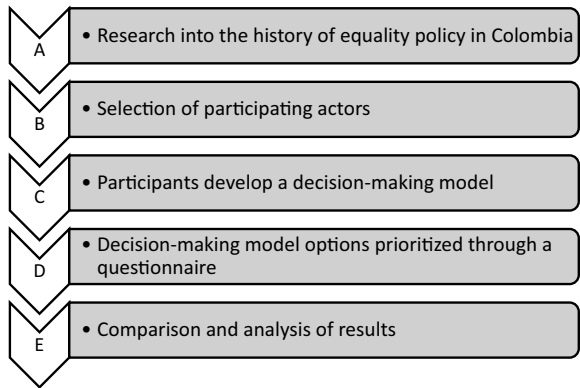 A
• Research into the history of equality policy in Colombia
B
• Selection of participating actors
C
• Participants develop a decision-making model
D
• Decision-making model options prioritized through a
questionnaire
E
• Comparison and analysis of results